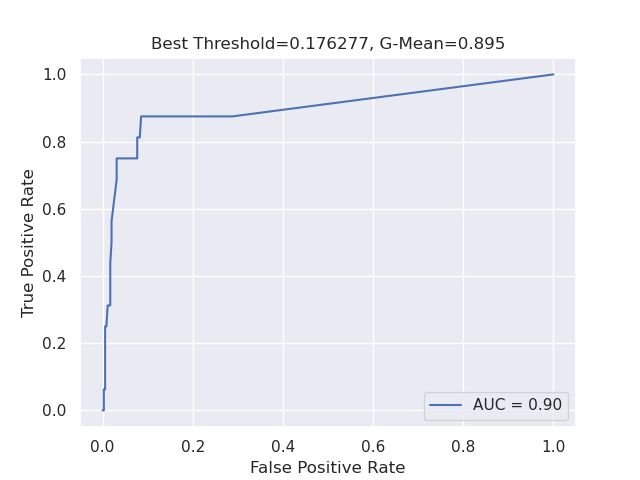 Best Threshold=0.176277, G-Mean=0.895
True Positive Rate
1.0
0.8
0.6
0.4
0.2
0.0
AUC = 0.90
0.0 0.2 0.4 0.6 0.8 1.0
False Positive Rate